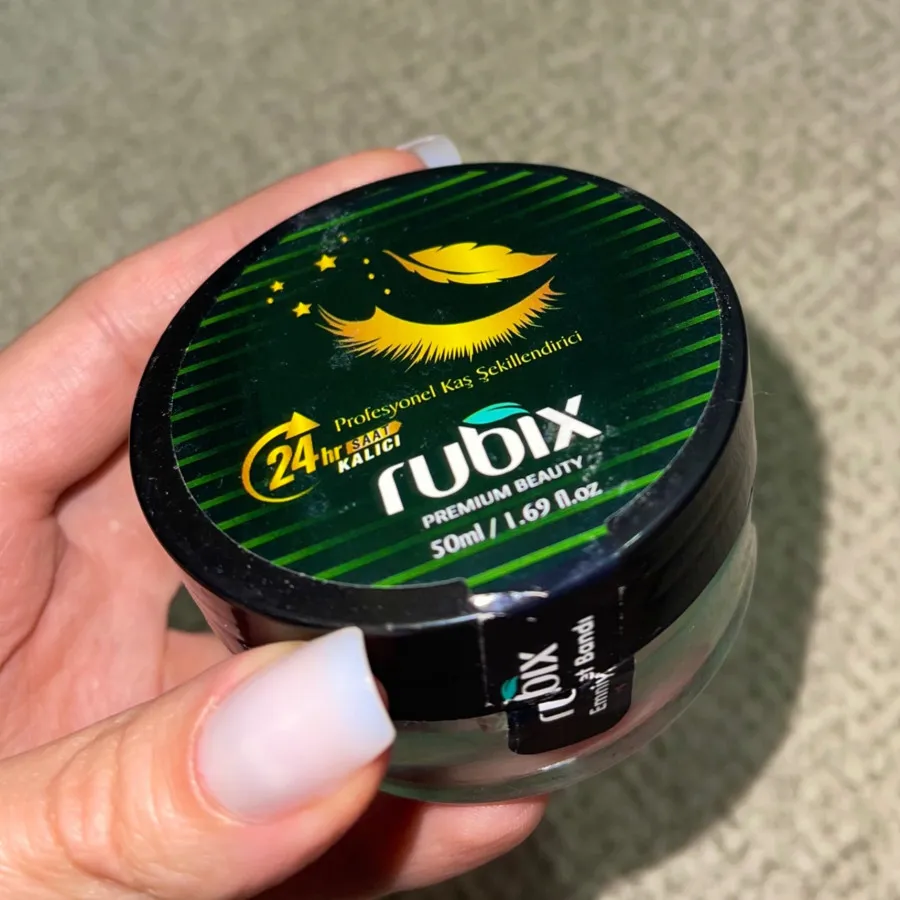 Profesyonel Kaş Şekillendirici
24hr SAAT
KALICI
rubix
PREMIUM BEAUTY
50ml / 1.69 fl.oz
rubix